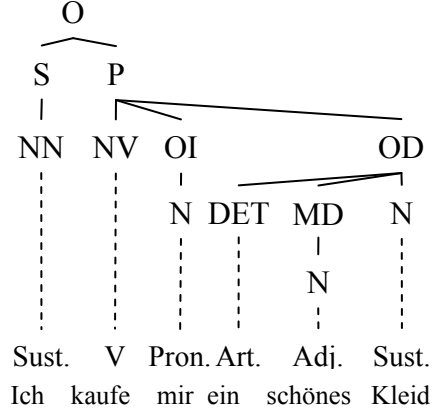 O
S P
NN NV OI OD
N DET MD N
N
Sust. V Pron. Art. Adj. Sust.
Ich kaufe mir ein schönes Kleid